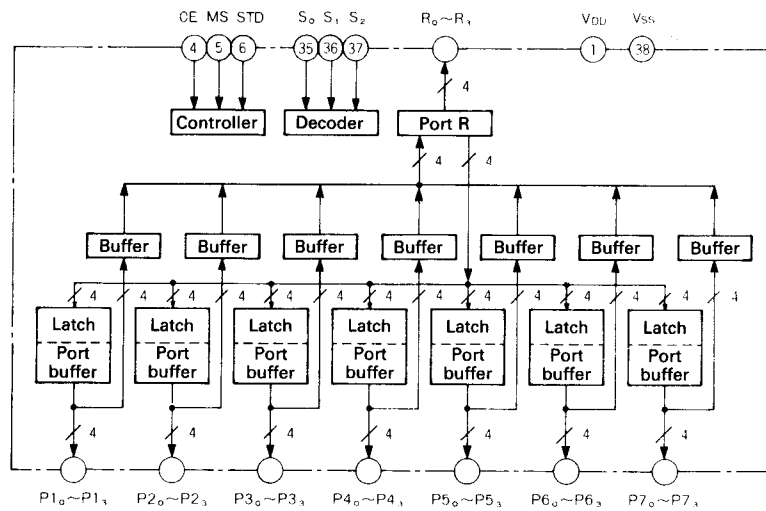 CE MS STD S₀ S₁ S₂ R₀~R₃ VDD VSS
4 5 6 35 36 37 1 38
4
Controller Decoder Port R
4 4
Buffer Buffer Buffer Buffer Buffer Buffer Buffer
4 4 4 4 4 4 4 4 4 4 4 4 4 4
Latch Latch Latch Latch Latch Latch Latch
Port buffer Port buffer Port buffer Port buffer Port buffer Port buffer Port buffer
4 4 4 4 4 4 4
P1₀~P1₃ P2₀~P2₃ P3₀~P3₃ P4₀~P4₃ P5₀~P5₃ P6₀~P6₃ P7₀~P7₃